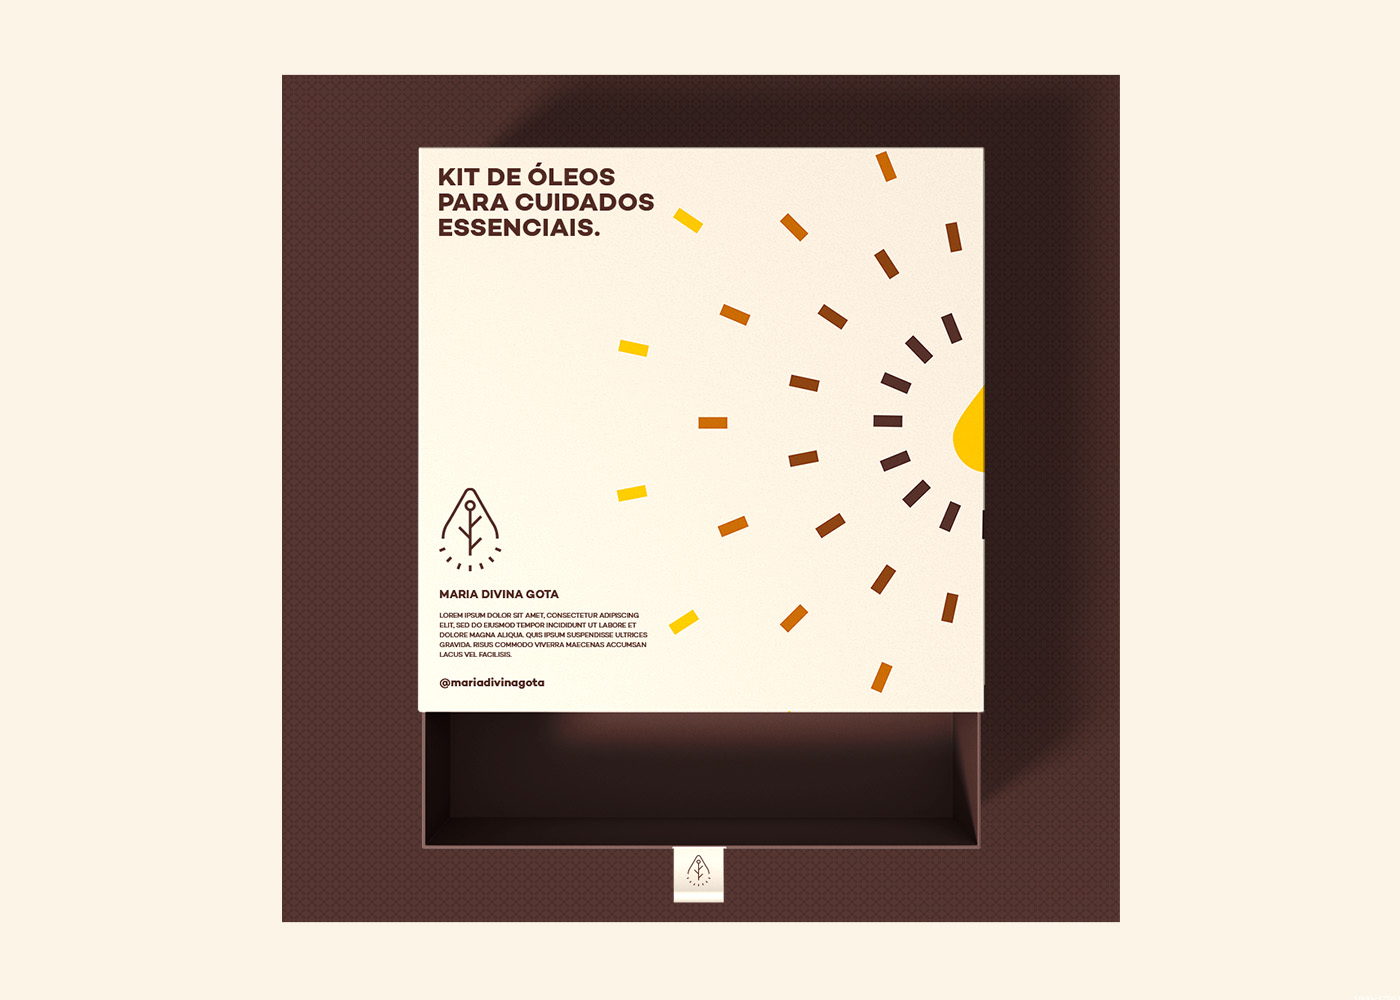 KIT DE ÓLEOS
PARA CUIDADOS
ESSENCIAIS.
MARIA DIVINA GOTA
LOREM IPSUM DOLOR SIT AMET, CONSECTETUR ADIPISCING
ELIT, SED DO EIUSMOD TEMPOR INCIDIDUNT UT LABORE ET
DOLORE MAGNA ALIQUA. QUIS IPSUM SUSPENDISSE ULTRICES
GRAVIDA. RISUS COMMODO VIVERRA MAECENAS ACCUMSAN
LACUS VEL FACILISIS.
@mariadivinagota